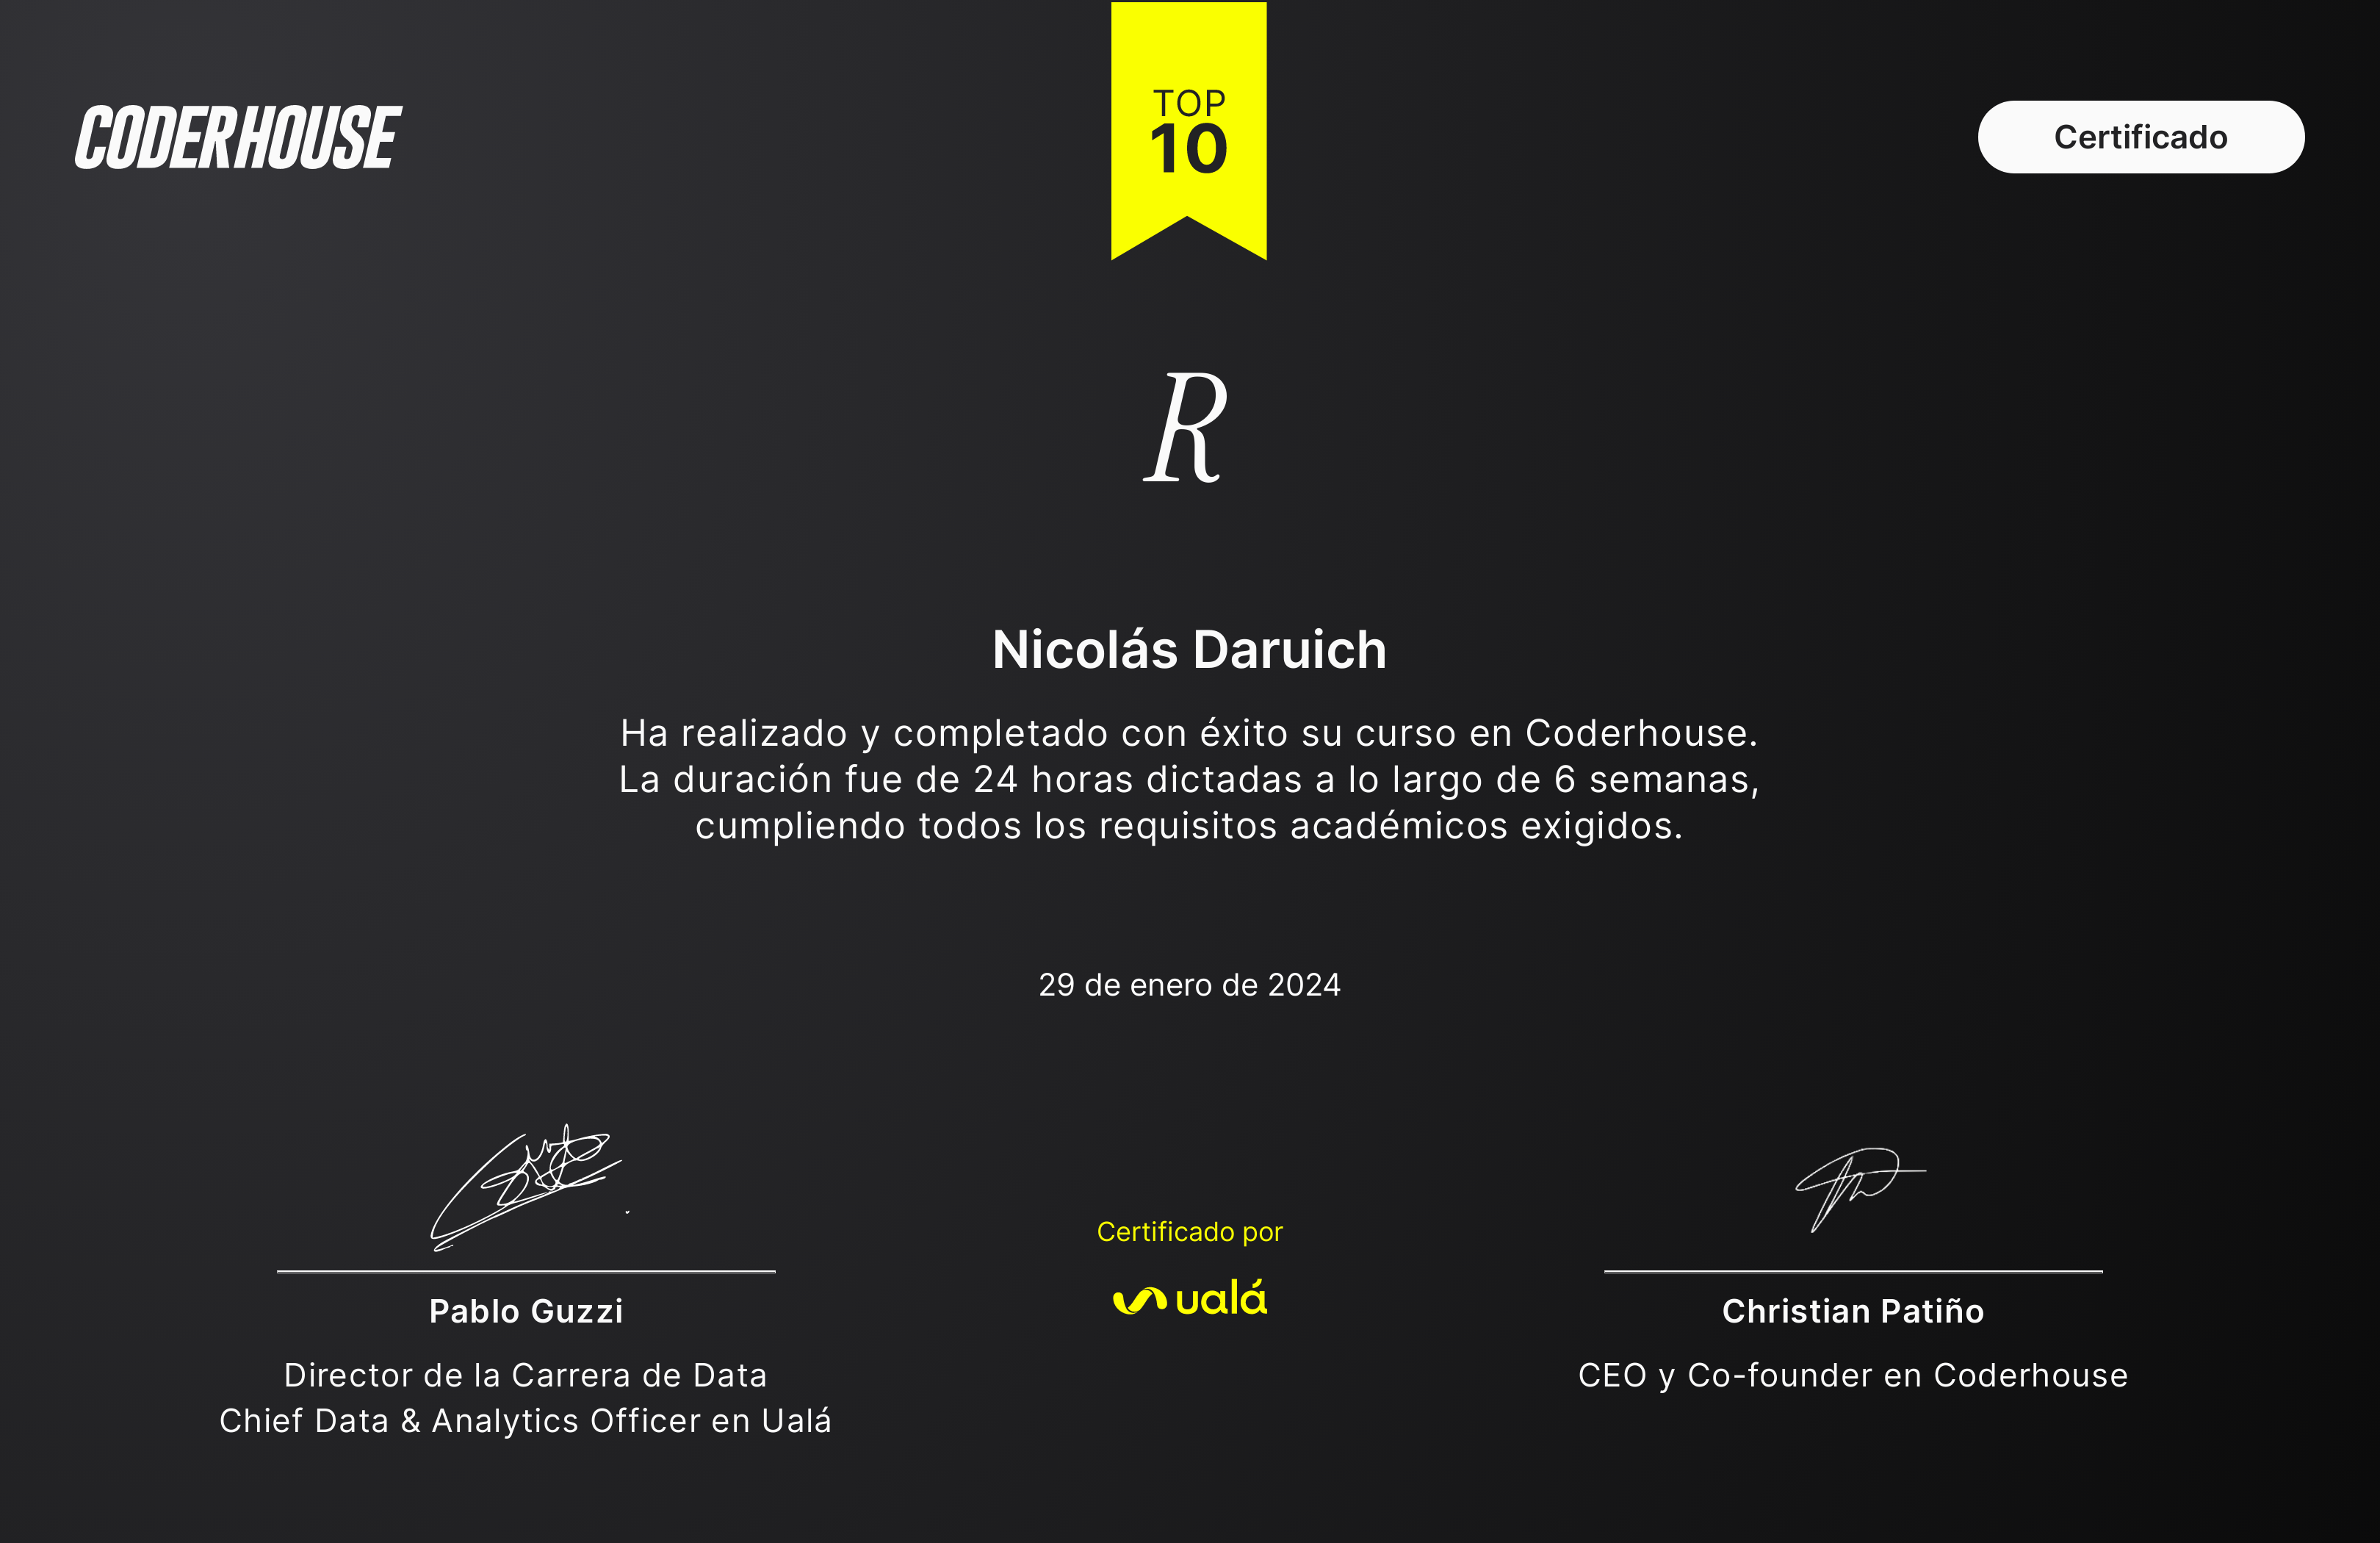 CODERHOUSE
TOP
10
Certificado
R
Nicolás Daruich
Ha realizado y completado con éxito su curso en Coderhouse.
La duración fue de 24 horas dictadas a lo largo de 6 semanas,
cumpliendo todos los requisitos académicos exigidos.
29 de enero de 2024
Pablo Guzzi
Director de la Carrera de Data
Chief Data & Analytics Officer en Ualá
Certificado por
ualá
Christian Patiño
CEO y Co-founder en Coderhouse